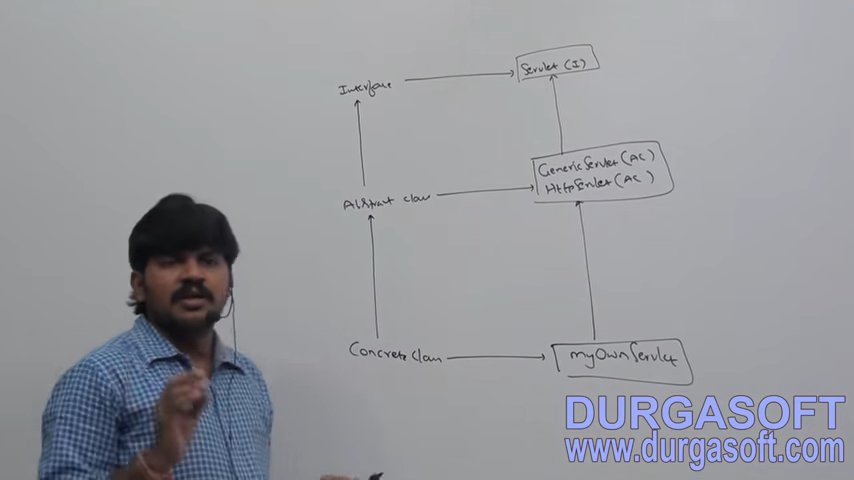 Interface
Servlet (I)
Abstract class
GenericServlet (AC)
HttpServlet (AC)
Concrete class
myOwnServlet
DURGASOFT
www.durgasoft.com